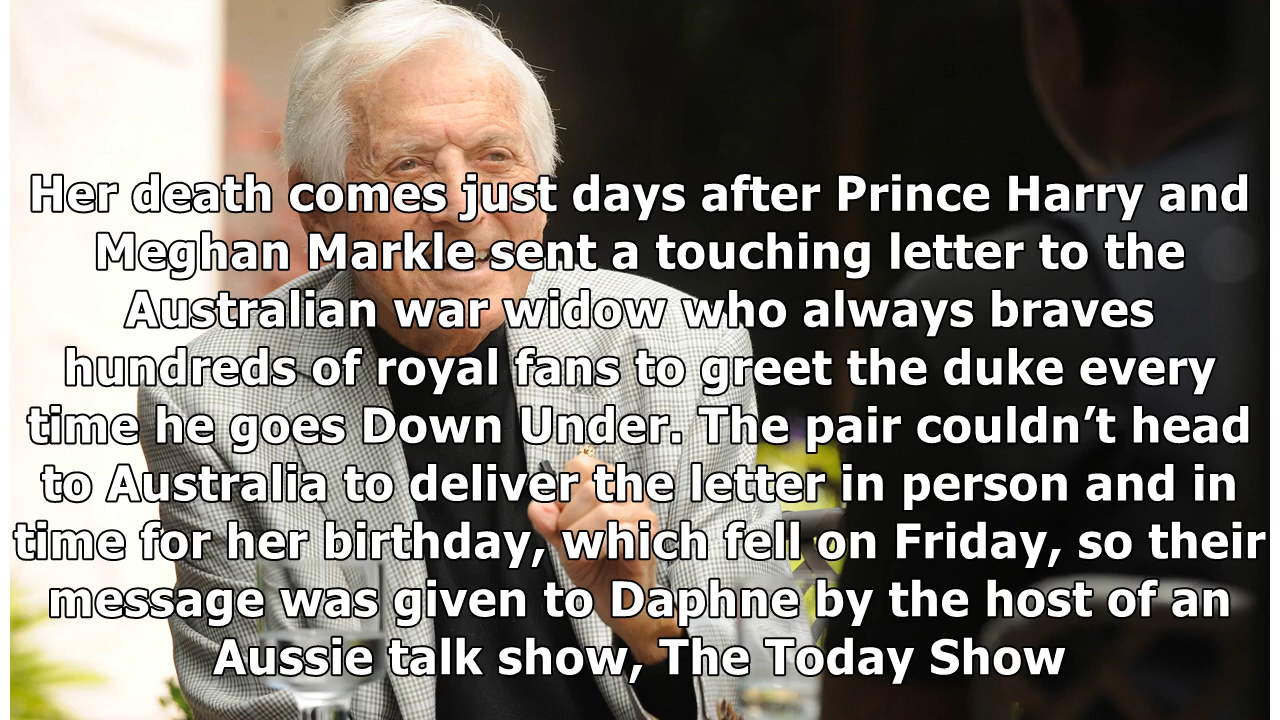 Her death comes just days after Prince Harry and
Meghan Markle sent a touching letter to the
Australian war widow who always braves
hundreds of royal fans to greet the duke every
time he goes Down Under. The pair couldn’t head
to Australia to deliver the letter in person and in
time for her birthday, which fell on Friday, so their
message was given to Daphne by the host of an
Aussie talk show, The Today Show